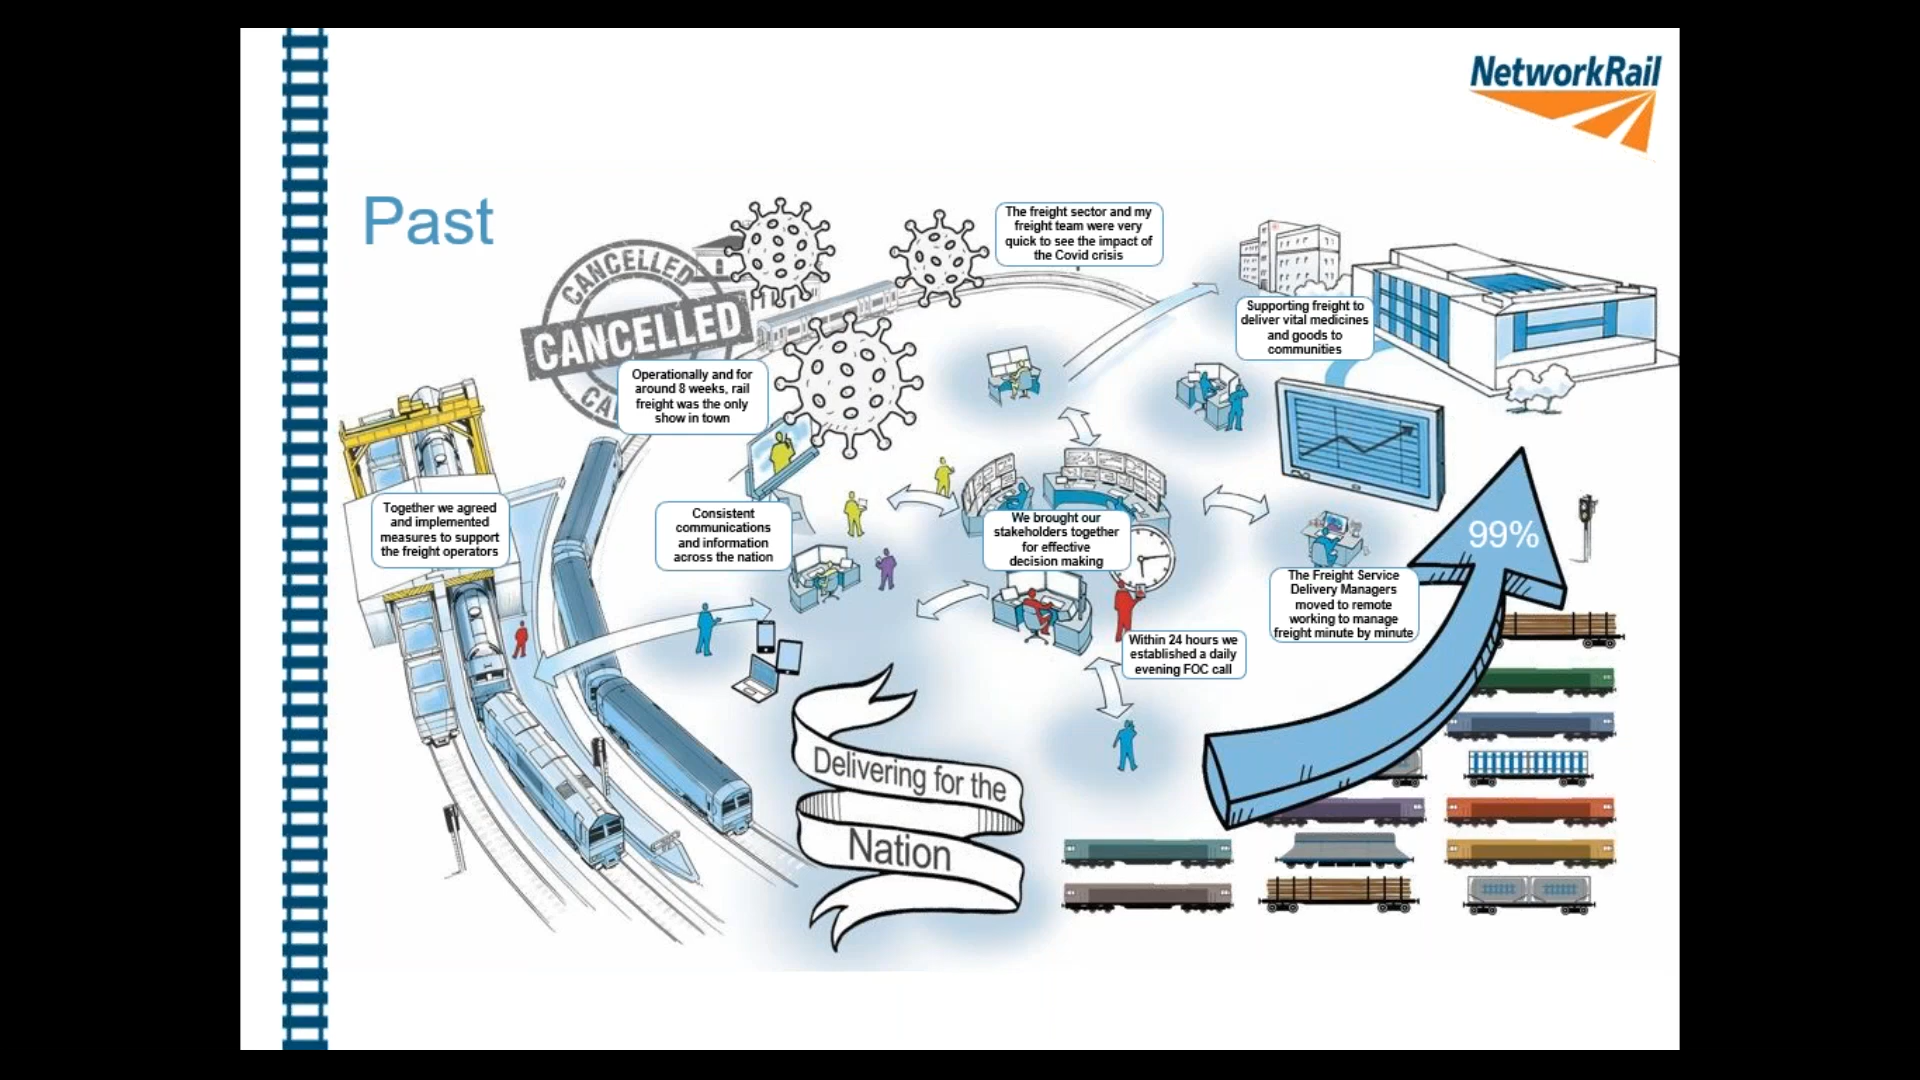 NetworkRail
Past
CANCELLED
CANCELLED
CA
The freight sector and my
freight team were very
quick to see the impact of
the Covid crisis
Supporting freight to
deliver vital medicines
and goods to
communities
Operationally and for
around 8 weeks, rail
freight was the only
show in town
Together we agreed
and implemented
measures to support
the freight operators
Consistent
communications
and information
across the nation
We brought our
stakeholders together
for effective
decision making
99%
The Freight Service
Delivery Managers
moved to remote
working to manage
freight minute by minute
Within 24 hours we
established a daily
evening FOC call
Delivering for the
Nation